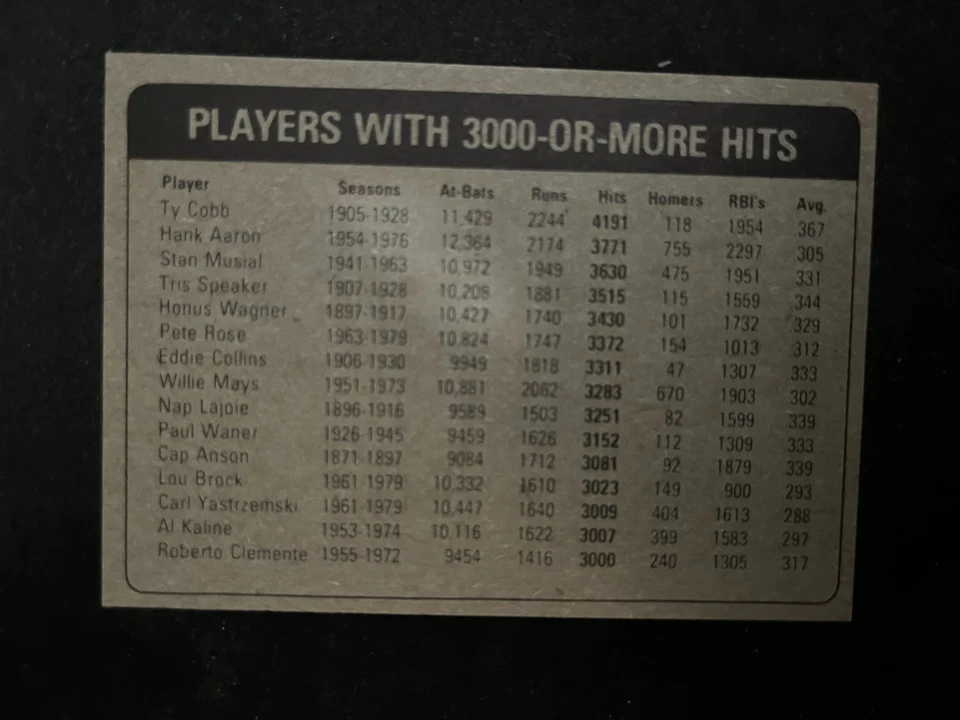 PLAYERS WITH 3000-OR-MORE HITS
Player Seasons At-Bats Runs Hits Homers RBI's Avg.
Ty Cobb 1905-1928 11,429 2244 4191 118 1954 .367
Hank Aaron 1954-1976 12,364 2174 3771 755 2297 .305
Stan Musial 1941-1963 10,972 1949 3630 475 1951 .331
Tris Speaker 1907-1928 10,208 1881 3515 115 1559 .344
Honus Wagner 1897-1917 10,427 1740 3430 101 1732 .329
Pete Rose 1963-1979 10,824 1747 3372 154 1013 .312
Eddie Collins 1906-1930 9949 1818 3311 47 1307 .333
Willie Mays 1951-1973 10,881 2062 3283 670 1903 .302
Nap Lajoie 1896-1916 9589 1503 3251 82 1599 .339
Paul Waner 1926-1945 9459 1626 3152 112 1309 .333
Cap Anson 1871-1897 9084 1712 3081 92 1879 .339
Lou Brock 1961-1979 10,332 1610 3023 149 900 .293
Carl Yastrzemski 1961-1979 10,447 1640 3009 404 1613 .288
Al Kaline 1953-1974 10,116 1622 3007 399 1583 .297
Roberto Clemente 1955-1972 9454 1416 3000 240 1305 .317